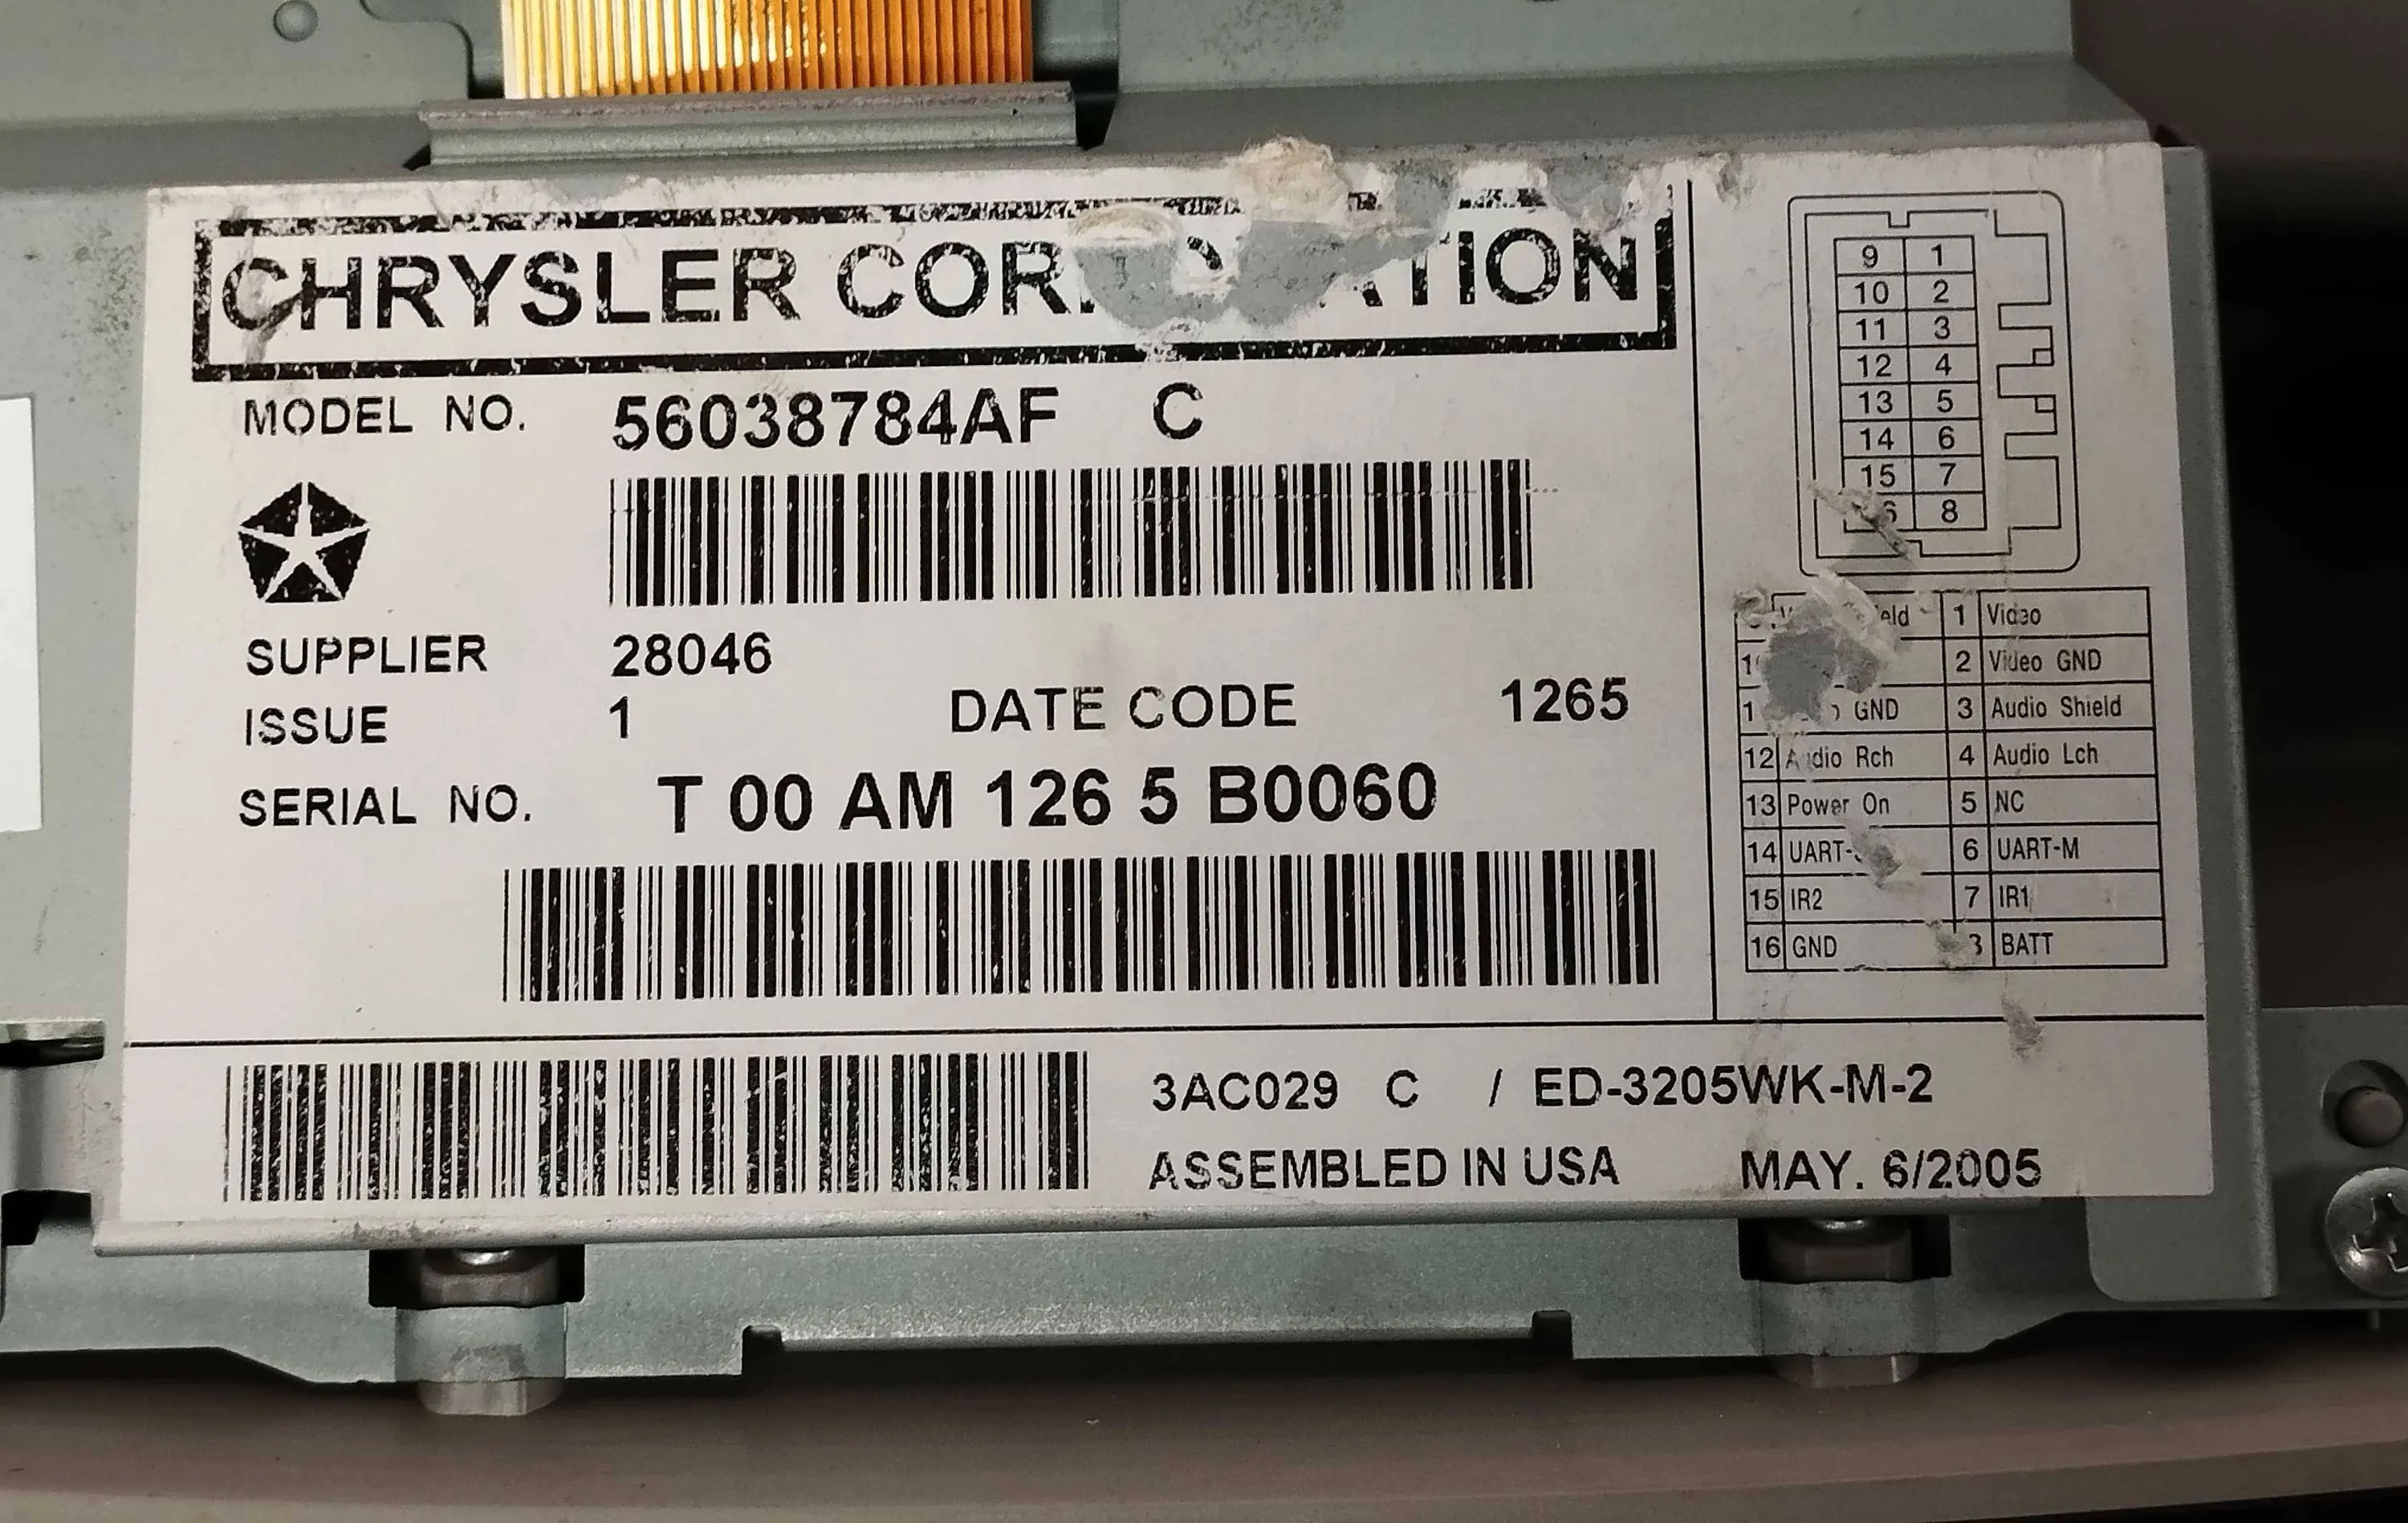 CHRYSLER
MODEL NO. 56038784AF C
SUPPLIER 28046
ISSUE 1 DATE CODE 1265
SERIAL NO. T 00 AM 126 5 B0060
3AC029 C / ED-3205WK-M-2
ASSEMBLED IN USA MAY. 6/2005
9 1
10 2
11 3
12 4
13 5
14 6
15 7
8
1 Video
2 Video GND
GND 3 Audio Shield
12 Audio Rch 4 Audio Lch
13 Power On 5 NC
14 6 UART-M
15 IR2 7 IR1
16 GND BATT